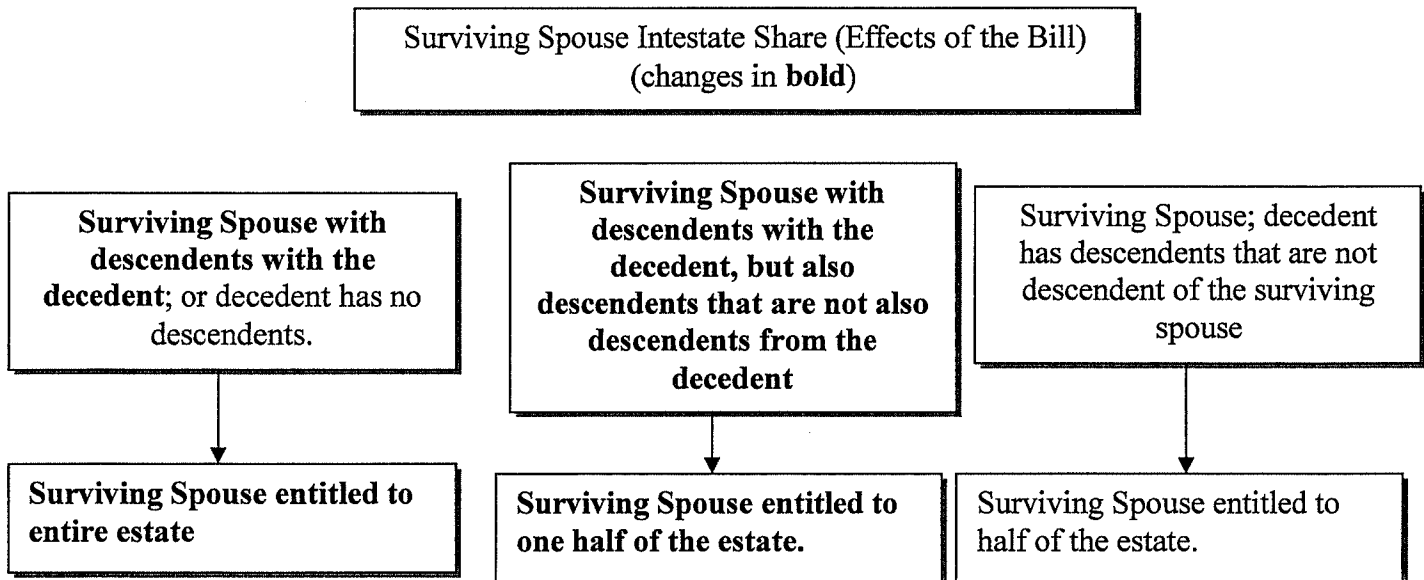 Surviving Spouse Intestate Share (Effects of the Bill)
(changes in bold)
Surviving Spouse with
descendents with the
decedent; or decedent has no
descendents.
Surviving Spouse with
descendents with the
decedent, but also
descendents that are not also
descendents from the
decedent
Surviving Spouse; decedent
has descendents that are not
descendent of the surviving
spouse
Surviving Spouse entitled to
entire estate
Surviving Spouse entitled to
one half of the estate.
Surviving Spouse entitled to
half of the estate.